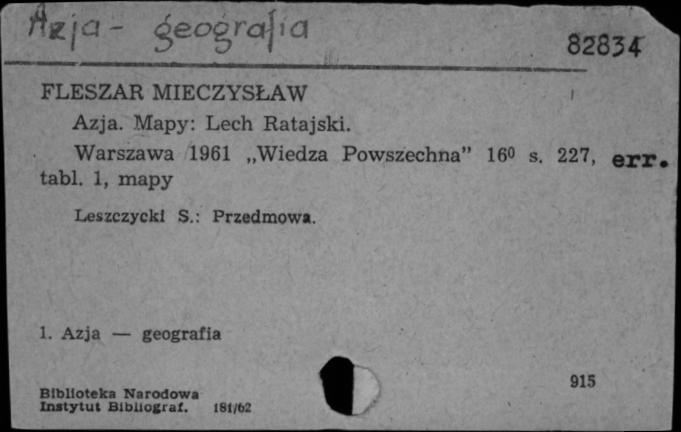 Azja - geografia
82834
FLESZAR MIECZYSŁAW
Azja. Mapy: Lech Ratajski.
Warszawa 1961 „Wiedza Powszechna” 16⁰ s. 227, err.
tabl. 1, mapy
Leszczycki S.: Przedmowa.
1. Azja — geografia
915
Biblioteka Narodowa
Instytut Bibliograf. 181/62